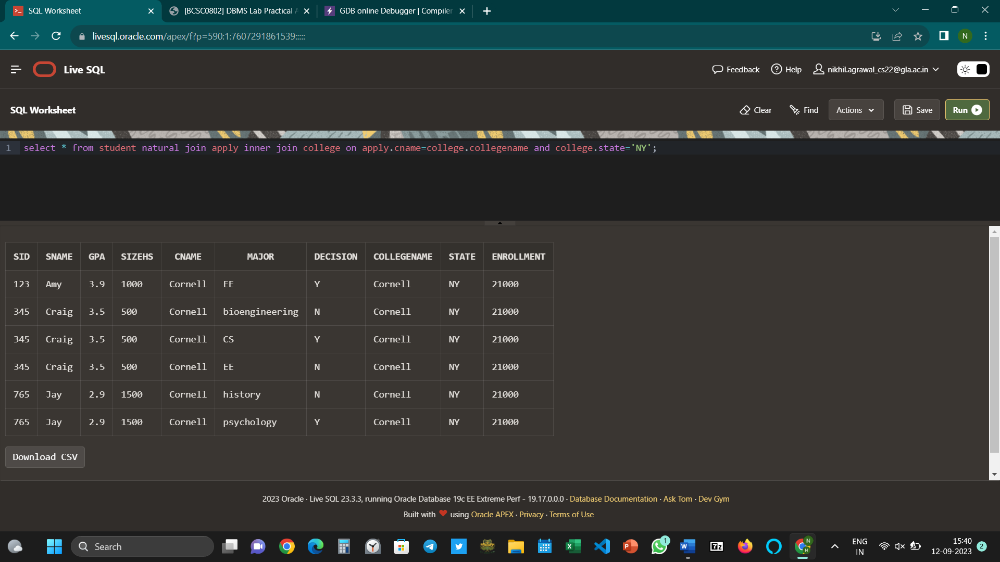 SQL Worksheet
[BCSC0802] DBMS Lab Practical A
GDB online Debugger | Compiler
livesql.oracle.com/apex/f?p=590:1:7607291861539:::::
N
Live SQL
Feedback
Help
nikhil.agrawal_cs22@gla.ac.in
SQL Worksheet
Clear
Find
Actions
Save
Run
1 select * from student natural join apply inner join college on apply.cname=college.collegename and college.state='NY';
SID SNAME GPA SIZEHS CNAME MAJOR DECISION COLLEGENAME STATE ENROLLMENT
123 Amy 3.9 1000 Cornell EE Y Cornell NY 21000
345 Craig 3.5 500 Cornell bioengineering N Cornell NY 21000
345 Craig 3.5 500 Cornell CS Y Cornell NY 21000
345 Craig 3.5 500 Cornell EE N Cornell NY 21000
765 Jay 2.9 1500 Cornell history N Cornell NY 21000
765 Jay 2.9 1500 Cornell psychology Y Cornell NY 21000
Download CSV
2023 Oracle · Live SQL 23.3.3, running Oracle Database 19c EE Extreme Perf - 19.17.0.0.0 · Database Documentation · Ask Tom · Dev Gym
Built with ❤ using Oracle APEX · Privacy · Terms of Use
Search
1
7z
N
N
ENG
IN
15:40
12-09-2023
2